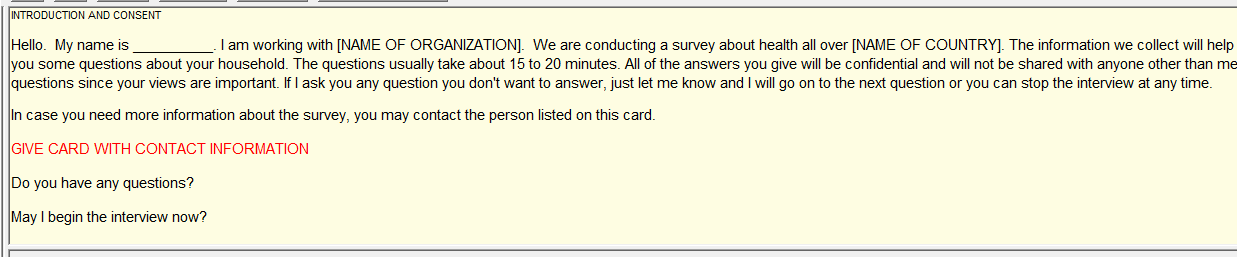 INTRODUCTION AND CONSENT
Hello.  My name is __________. I am working with [NAME OF ORGANIZATION].  We are conducting a survey about health all over [NAME OF COUNTRY]. The information we collect will help
you some questions about your household. The questions usually take about 15 to 20 minutes. All of the answers you give will be confidential and will not be shared with anyone other than me
questions since your views are important. If I ask you any question you don't want to answer, just let me know and I will go on to the next question or you can stop the interview at any time.
In case you need more information about the survey, you may contact the person listed on this card.
GIVE CARD WITH CONTACT INFORMATION
Do you have any questions?
May I begin the interview now?